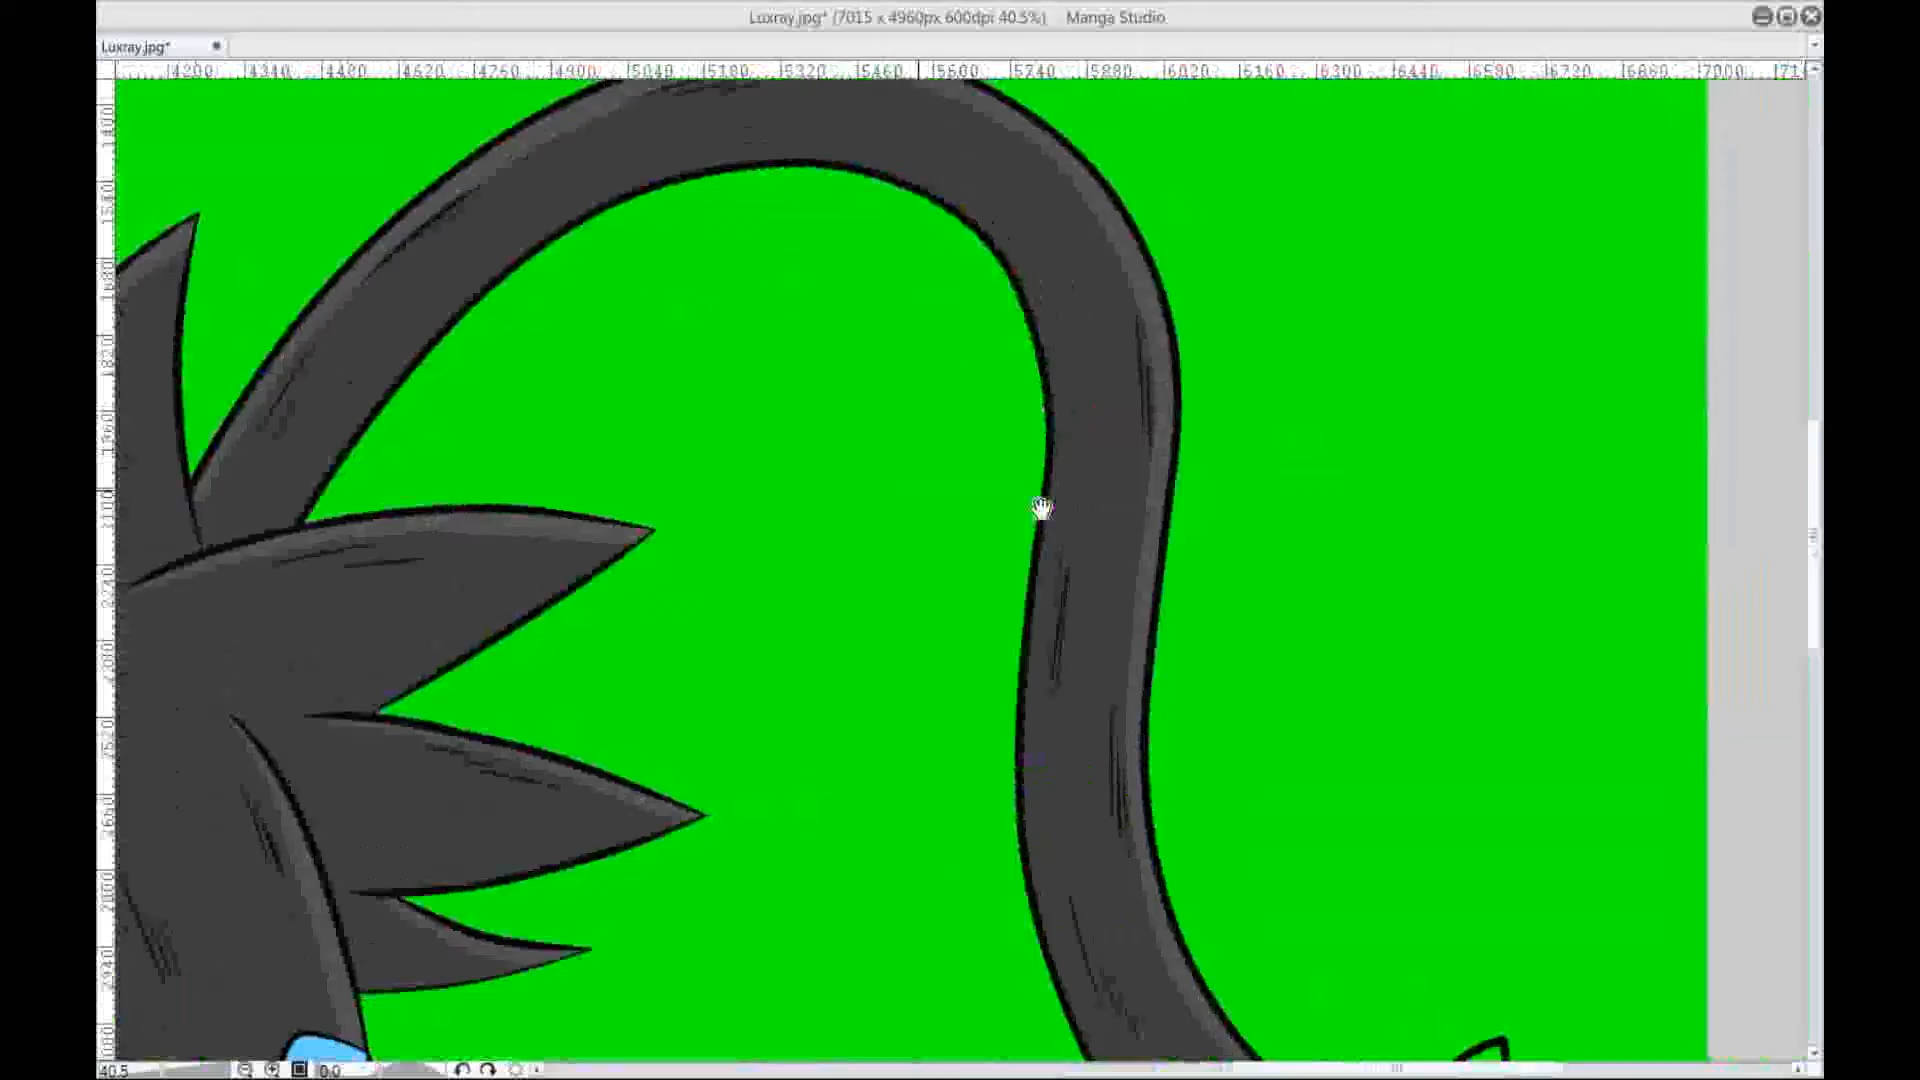 Luxray.jpg* (7015 x 4960px 600dpi 40.5%) Manga Studio
Luxray.jpg*
4200 4340 4480 4620 4760 4900 5040 5180 5320 5460 5600 5740 5880 6020 6160 6300 6440 6580 6720 6860 7000
40.5 0.0